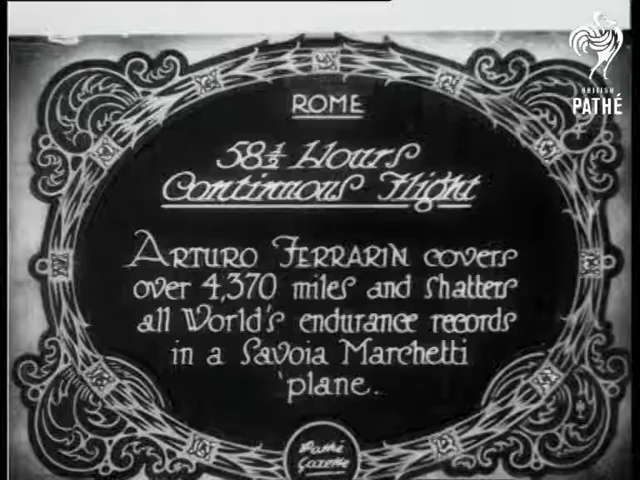 BRITISH
PATHÉ
ROME
58½ Hours
Continuous Flight
ARTURO FERRARIN covers
over 4,370 miles and shatters
all World's endurance records
in a Savoia Marchetti
'plane.
Pathé
Gazette